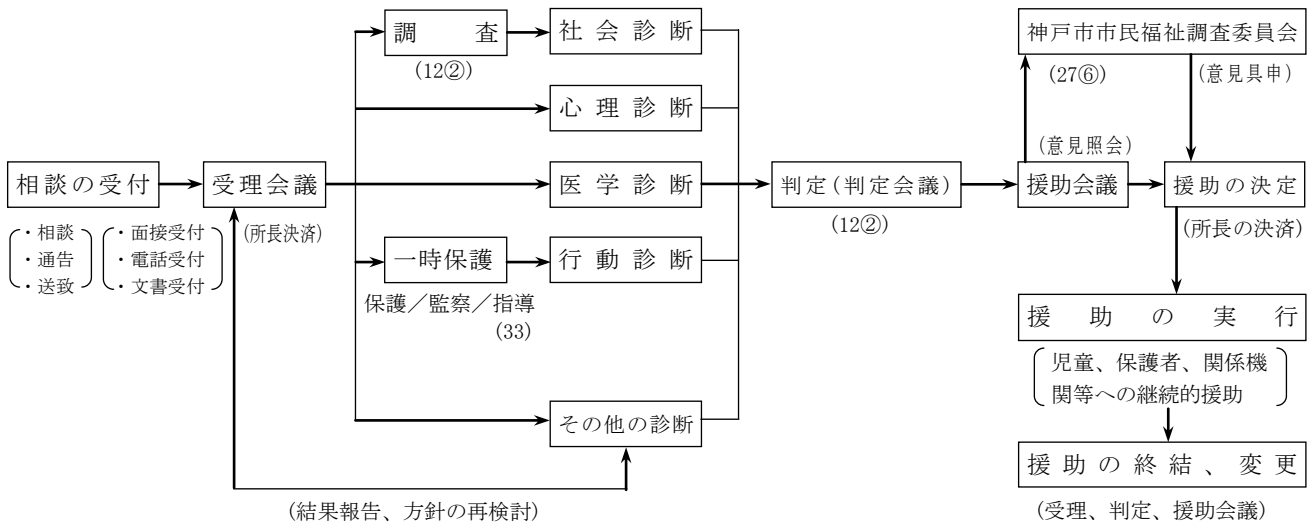 調査
(12②)
社会診断
心理診断
相談の受付
受理会議
医学診断
・相談
・通告
・送致
・面接受付
・電話受付
・文書受付
(所長決済)
一時保護
行動診断
保護／監察／指導
(33)
その他の診断
(結果報告、方針の再検討)
判定(判定会議)
(12②)
神戸市市民福祉調査委員会
(27⑥)
(意見具申)
(意見照会)
援助会議
援助の決定
(所長の決済)
援助の実行
児童、保護者、関係機
関等への継続的援助
援助の終結、変更
(受理、判定、援助会議)